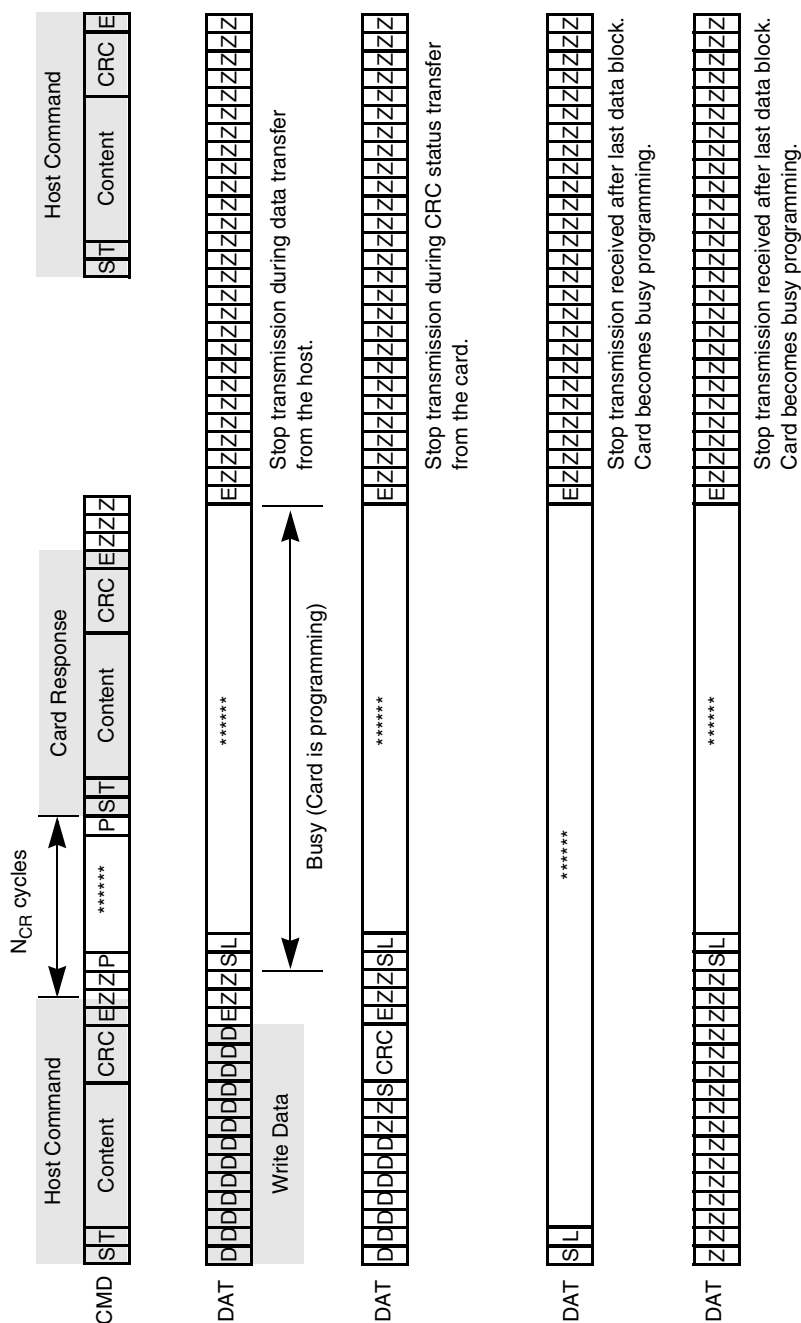 N_CR cycles
Host Command
Card Response
Host Command
CMD S T Content CRC E Z Z P ****** P S T Content CRC E Z Z Z S T Content CRC E
DAT D D D D D D D D D D D D D E Z Z S L ****** E Z Z Z Z Z Z Z Z Z Z Z Z Z Z Z Z Z Z Z Z Z Z Z Z Z Z
Write Data
Busy (Card is programming)
Stop transmission during data transfer
from the host.
DAT D D D D D D D Z Z S CRC E Z Z S L ****** E Z Z Z Z Z Z Z Z Z Z Z Z Z Z Z Z Z Z Z Z Z Z Z Z Z Z
Stop transmission during CRC status transfer
from the card.
DAT S L ****** E Z Z Z Z Z Z Z Z Z Z Z Z Z Z Z Z Z Z Z Z Z Z Z Z Z Z
Stop transmission received after last data block.
Card becomes busy programming.
DAT Z Z Z Z Z Z Z Z Z Z Z Z Z Z Z Z S L ****** E Z Z Z Z Z Z Z Z Z Z Z Z Z Z Z Z Z Z Z Z Z Z Z Z Z Z
Stop transmission received after last data block.
Card becomes busy programming.